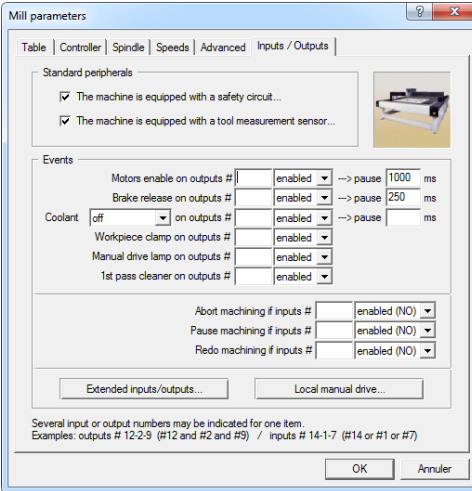 Mill parameters
Table Controller Spindle Speeds Advanced Inputs / Outputs
Standard peripherals
The machine is equipped with a safety circuit...
The machine is equipped with a tool measurement sensor...
Events
Motors enable on outputs # enabled ---> pause 1000 ms
Brake release on outputs # enabled ---> pause 250 ms
Coolant off on outputs # enabled ---> pause ms
Workpiece clamp on outputs # enabled
Manual drive lamp on outputs # enabled
1st pass cleaner on outputs # enabled
Abort machining if inputs # enabled (NO)
Pause machining if inputs # enabled (NO)
Redo machining if inputs # enabled (NO)
Extended inputs/outputs... Local manual drive...
Several input or output numbers may be indicated for one item.
Examples: outputs # 12-2-9 (#12 and #2 and #9) / inputs # 14-1-7 (#14 or #1 or #7)
OK Annuler